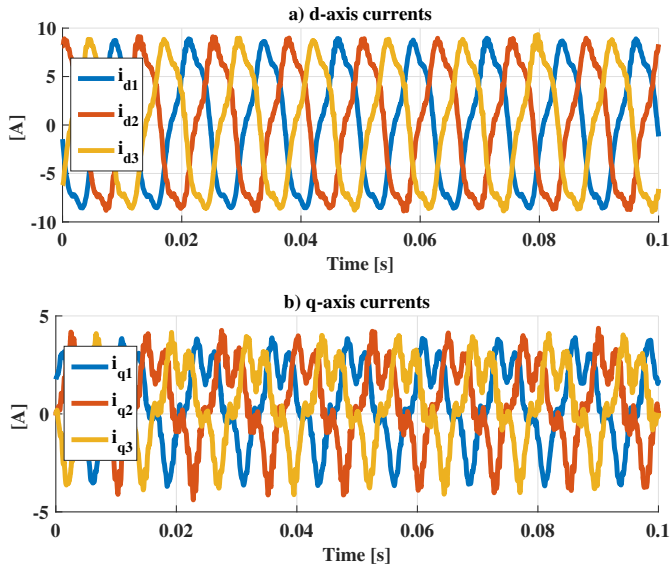 a) d-axis currents
10
5
0
-5
-10
[A]
i_d1
i_d2
i_d3
0 0.02 0.04 0.06 0.08 0.1
Time [s]
b) q-axis currents
5
0
-5
[A]
i_q1
i_q2
i_q3
0 0.02 0.04 0.06 0.08 0.1
Time [s]